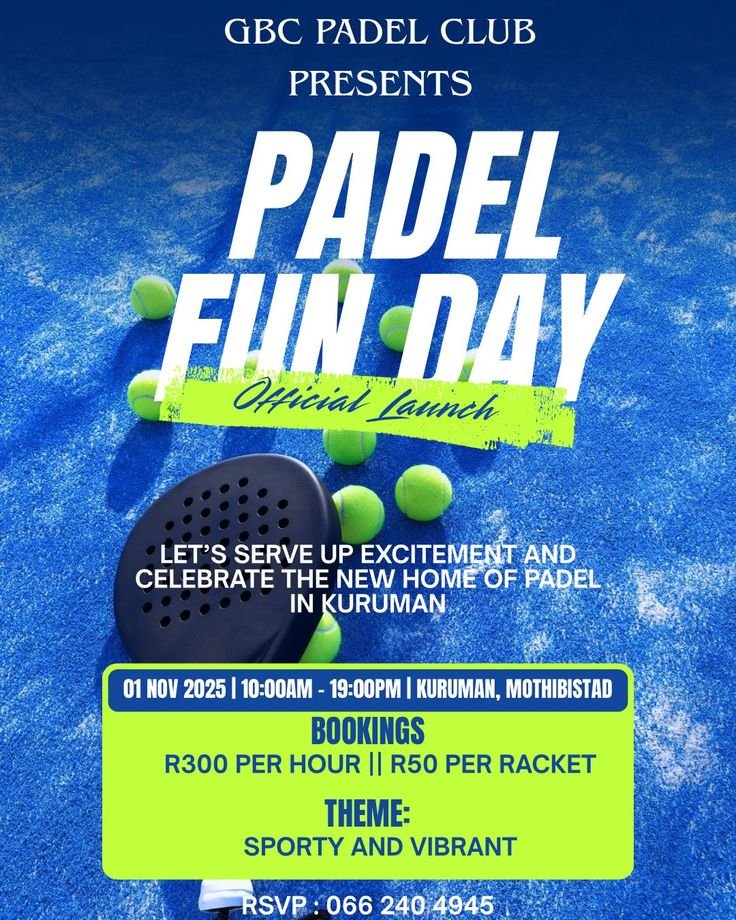 GBC PADEL CLUB
PRESENTS
PADEL
FUN DAY
Official Launch
LET'S SERVE UP EXCITEMENT AND
CELEBRATE THE NEW HOME OF PADEL
IN KURUMAN
01 NOV 2025 | 10:00AM - 19:00PM | KURUMAN, MOTHIBISTAD
BOOKINGS
R300 PER HOUR || R50 PER RACKET
THEME:
SPORTY AND VIBRANT
RSVP : 066 240 4945